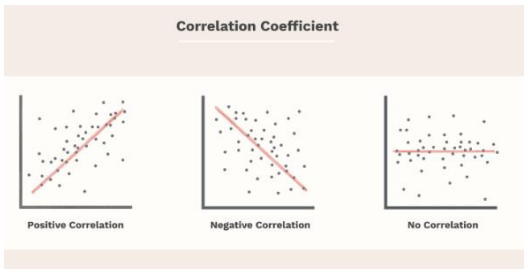 Correlation Coefficient
Positive Correlation
Negative Correlation
No Correlation